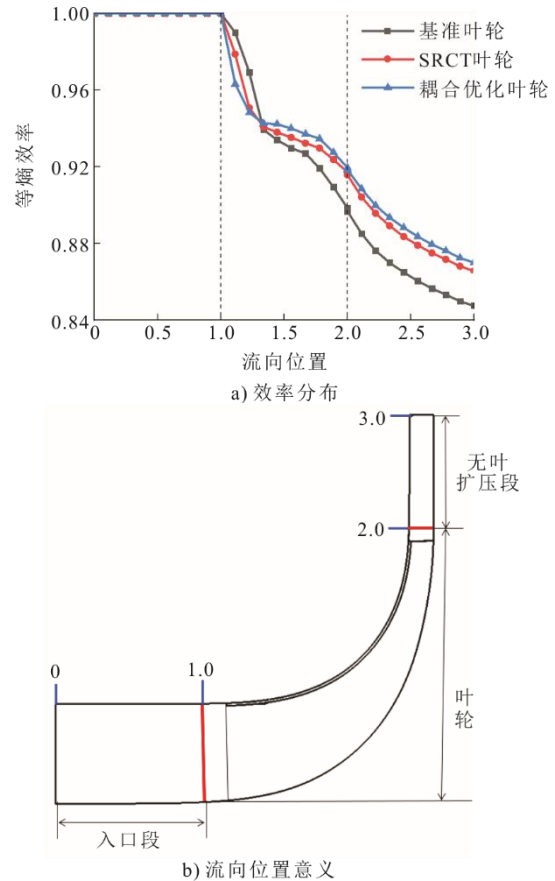 1.00
0.96
0.92
0.88
0.84
等熵效率
基准叶轮
SRCT叶轮
耦合优化叶轮
0 0.5 1.0 1.5 2.0 2.5 3.0
流向位置
a) 效率分布
3.0
无叶
扩压段
2.0
0 1.0
叶
轮
入口段
b) 流向位置意义